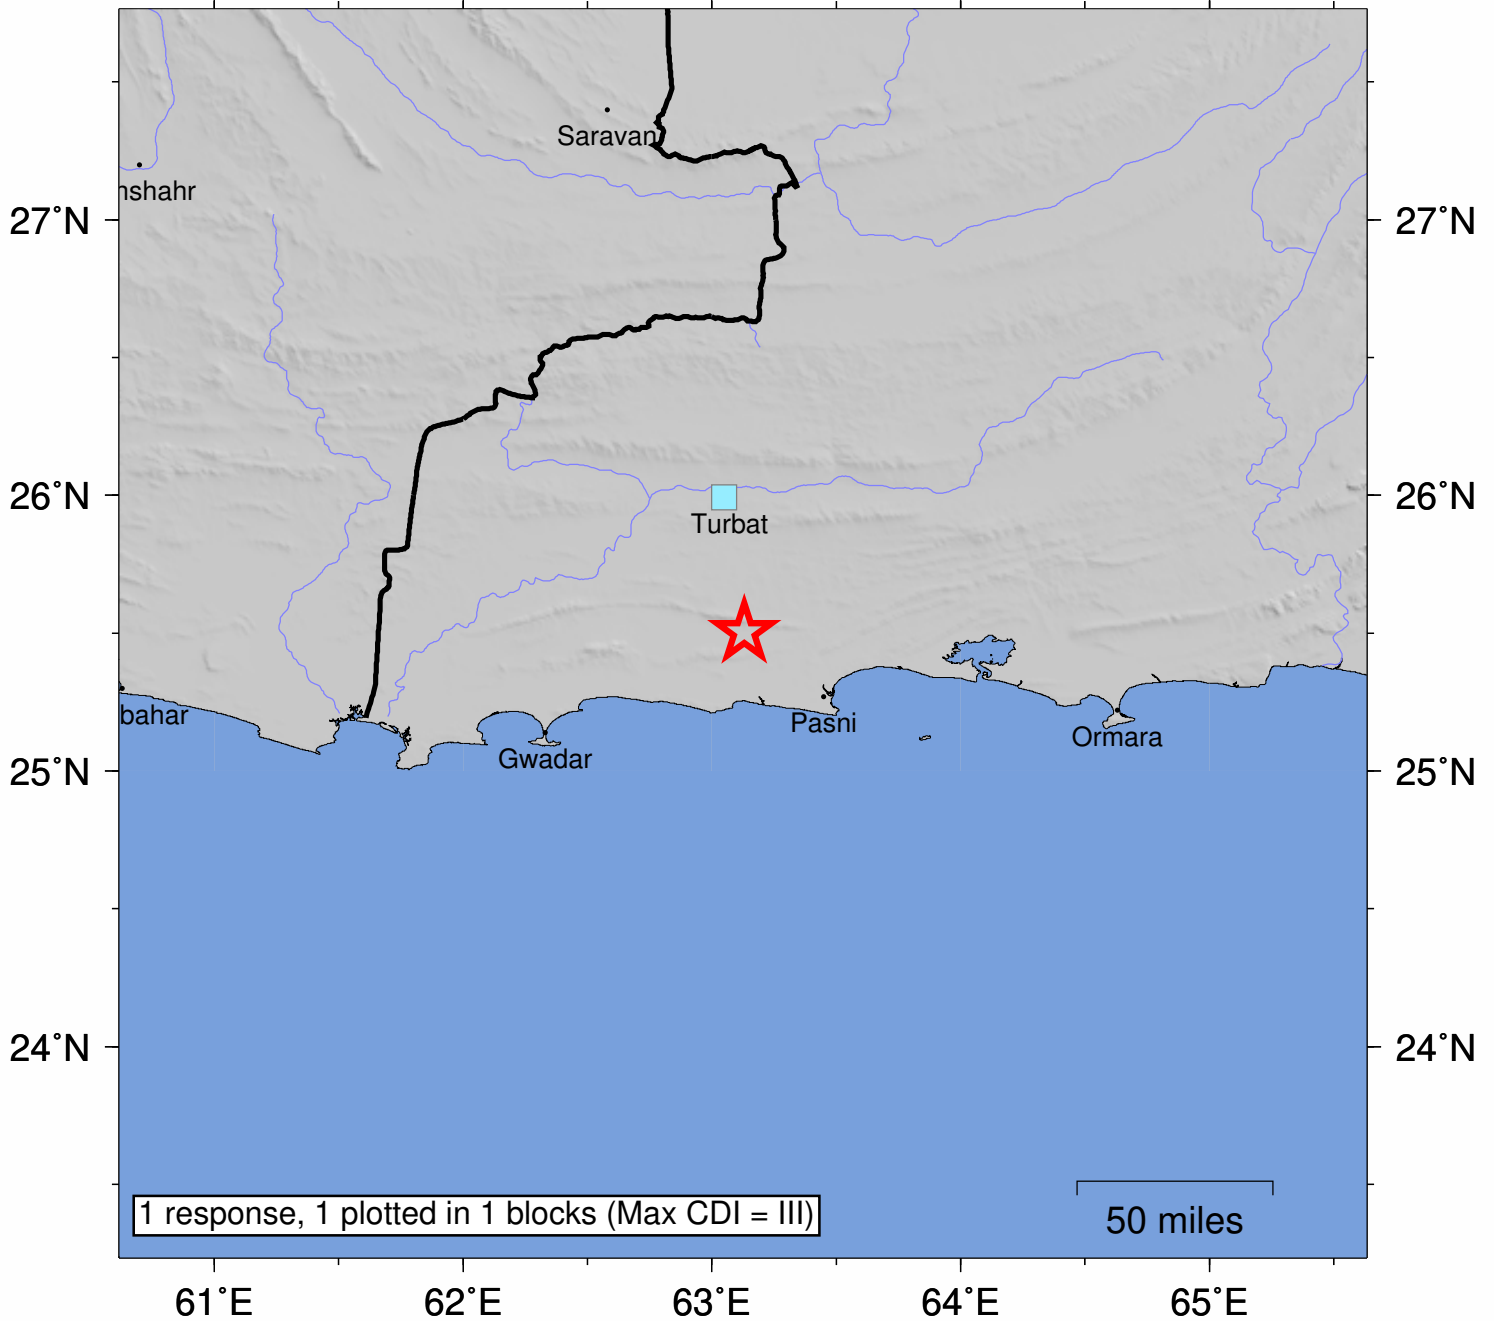 Saravan
nshahr
27°N
27°N
26°N
26°N
Turbat
bahar
Pasni
Ormara
Gwadar
25°N
25°N
24°N
24°N
1 response, 1 plotted in 1 blocks (Max CDI = III)
50 miles
61°E
62°E
63°E
64°E
65°E